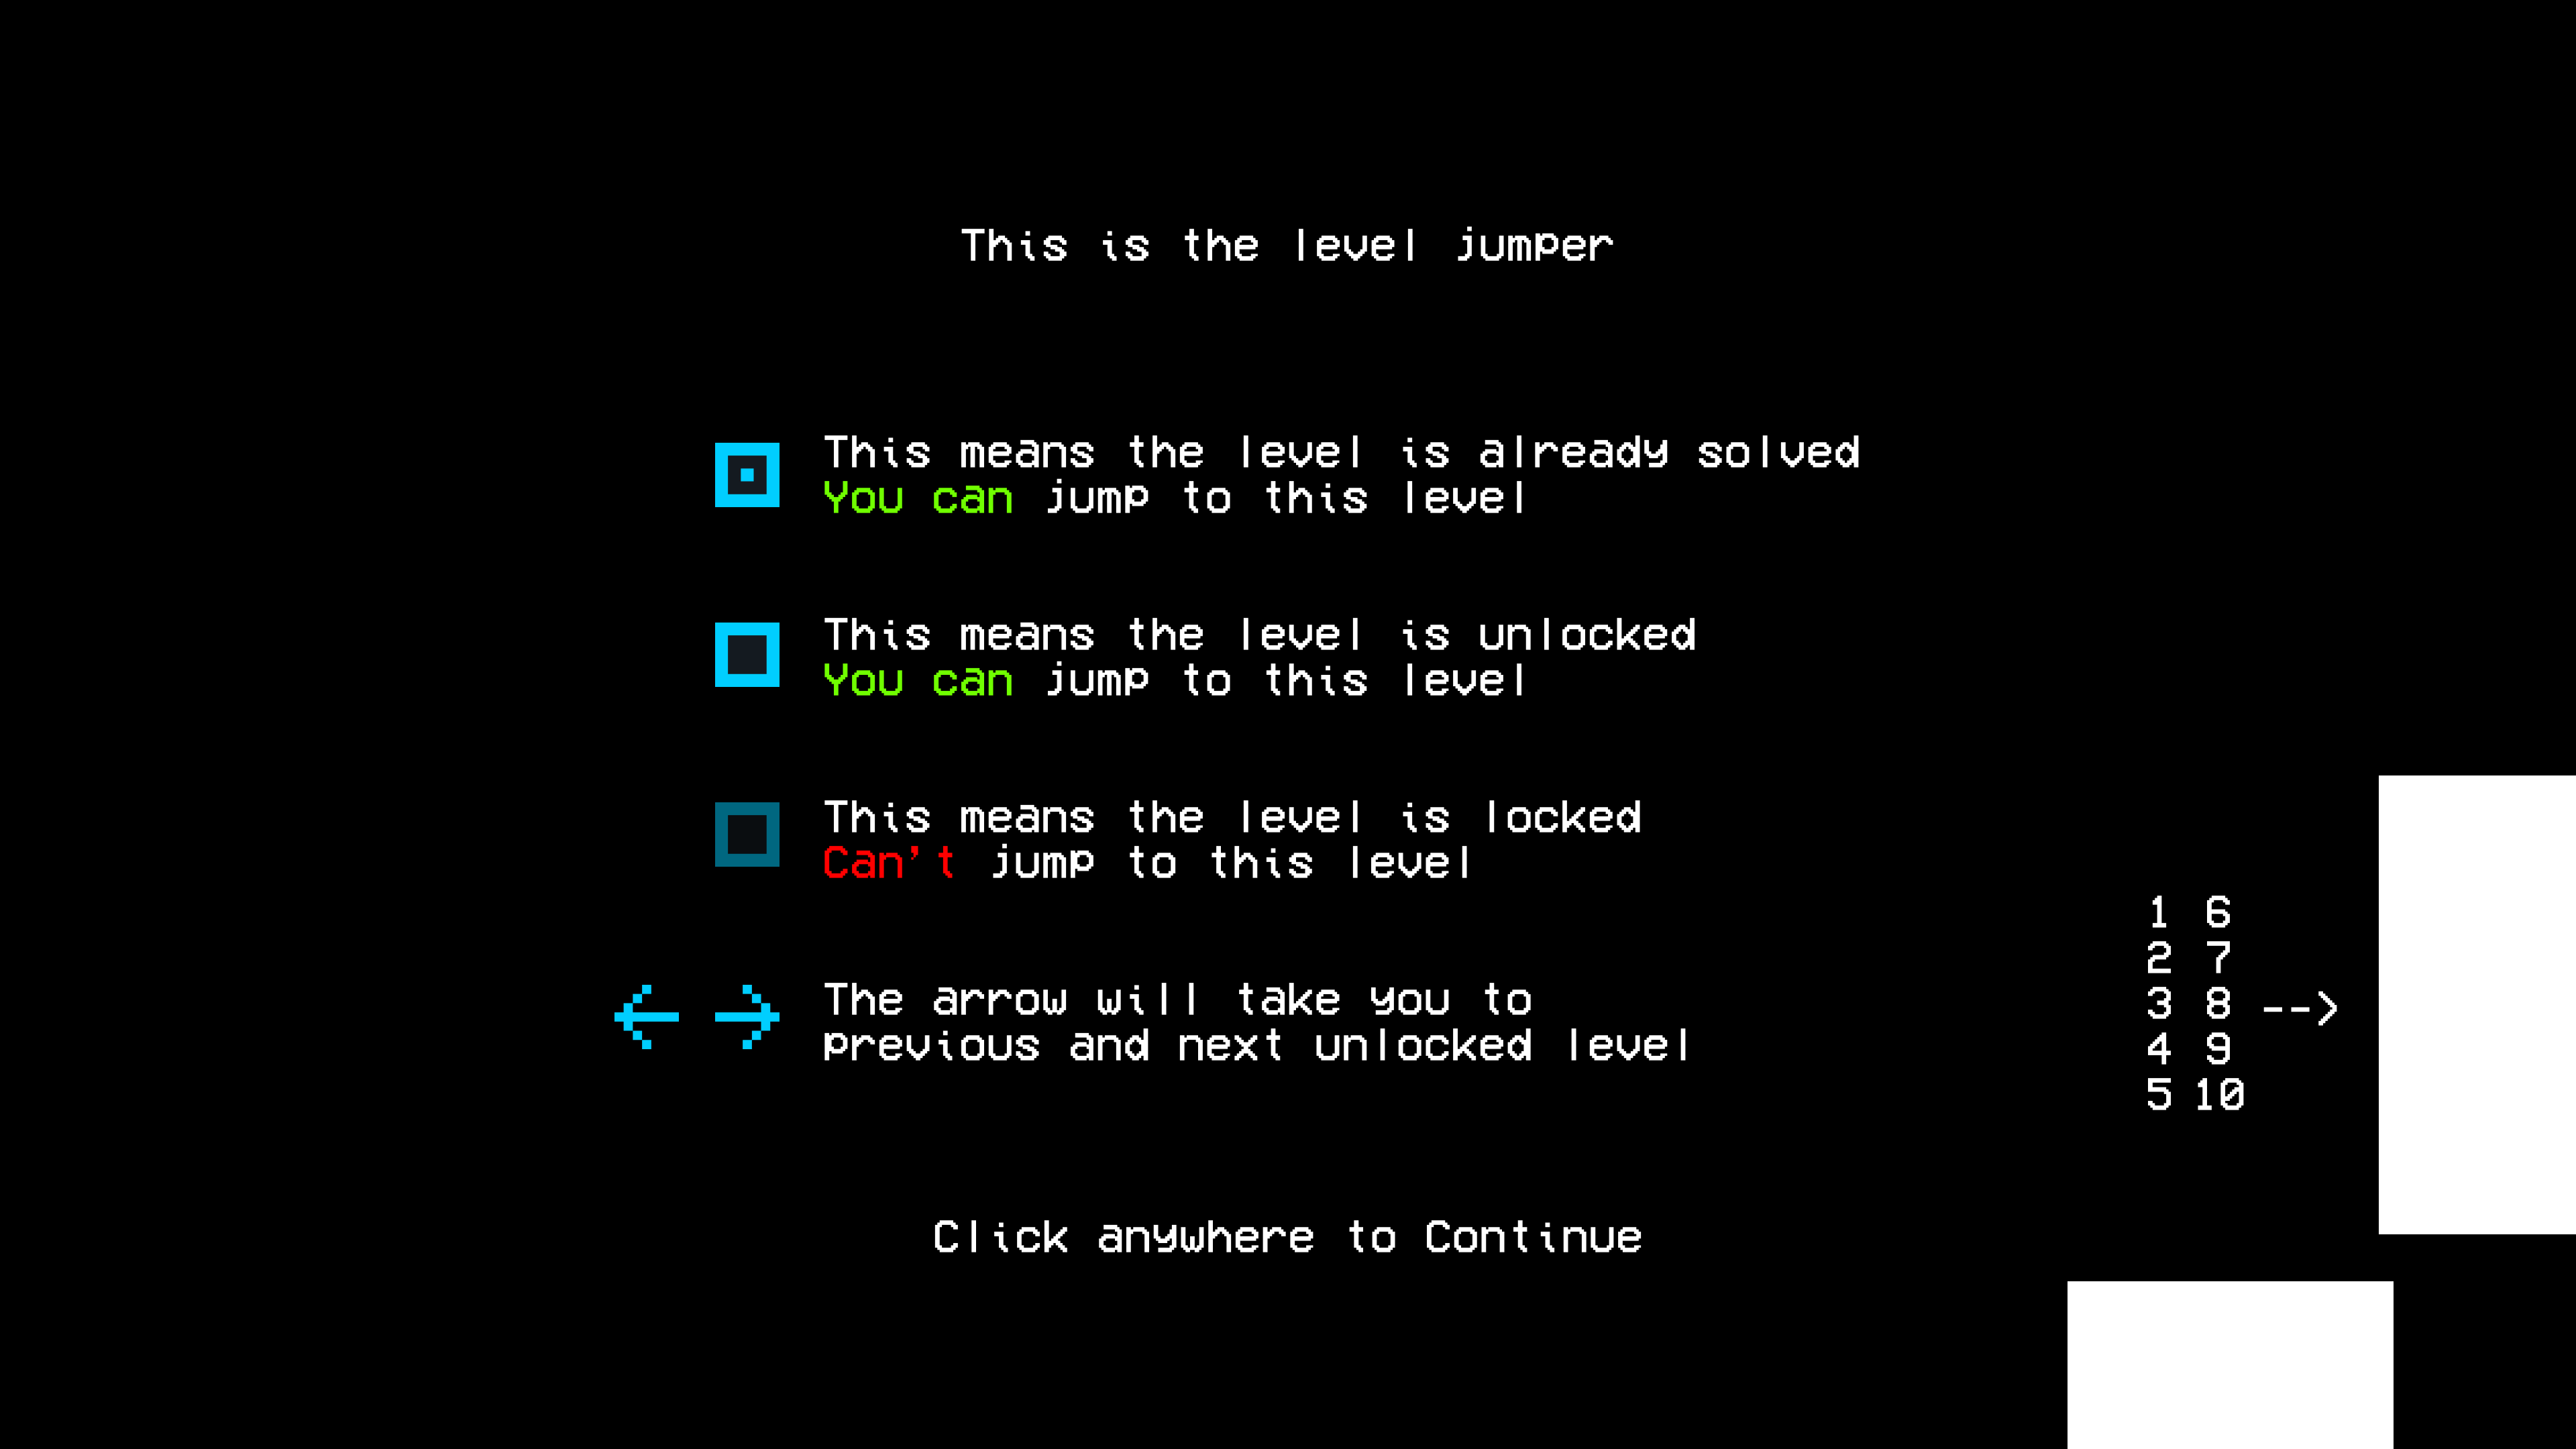 This is the level jumper
This means the level is already solved
You can jump to this level
This means the level is unlocked
You can jump to this level
This means the level is locked
Can't jump to this level
The arrow will take you to
previous and next unlocked level
1 6
2 7
3 8 -->
4 9
5 10
Click anywhere to Continue